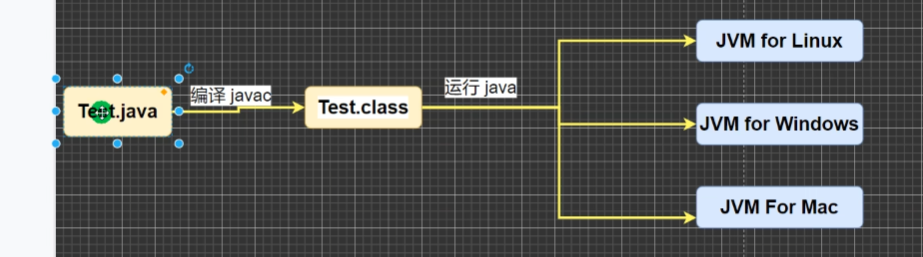 Test.java
编译 javac
Test.class
运行 java
JVM for Linux
JVM for Windows
JVM For Mac